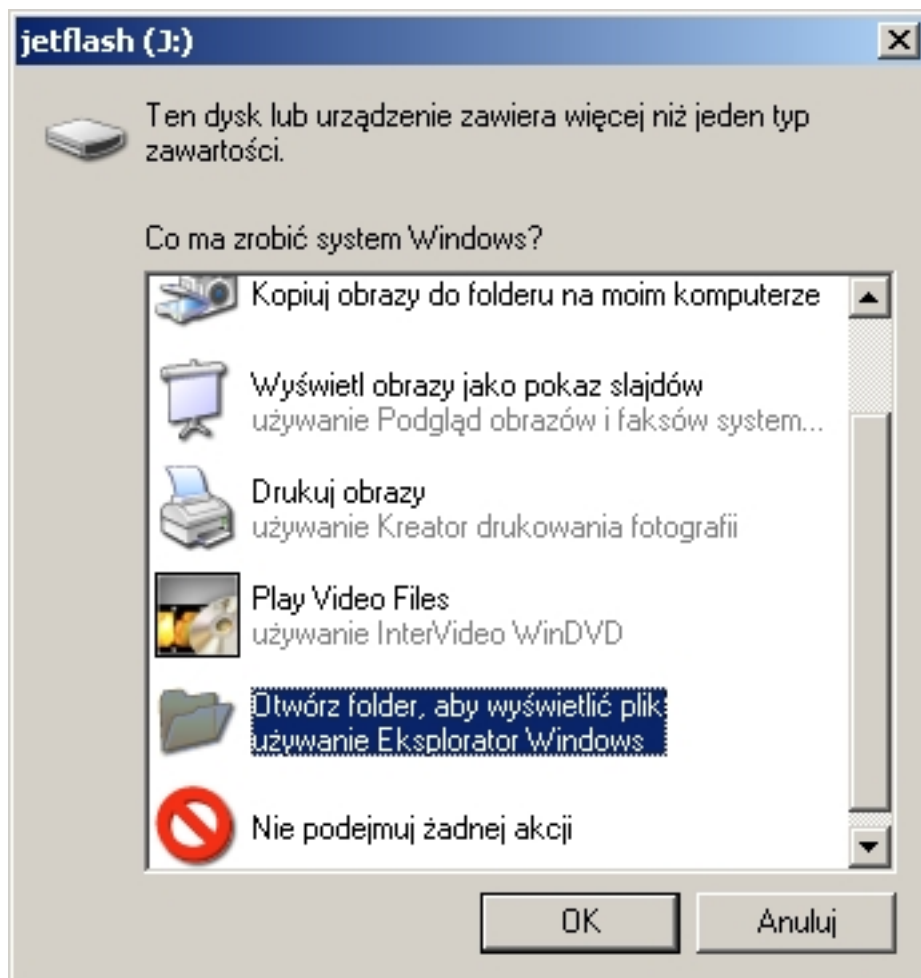 jetflash (J:)
Ten dysk lub urządzenie zawiera więcej niż jeden typ
zawartości.
Co ma zrobić system Windows?
Kopiuj obrazy do folderu na moim komputerze
Wyświetl obrazy jako pokaz slajdów
używanie Podgląd obrazów i faksów system...
Drukuj obrazy
używanie Kreator drukowania fotografii
Play Video Files
używanie InterVideo WinDVD
Otwórz folder, aby wyświetlić plik
używanie Eksplorator Windows
Nie podejmuj żadnej akcji
OK
Anuluj